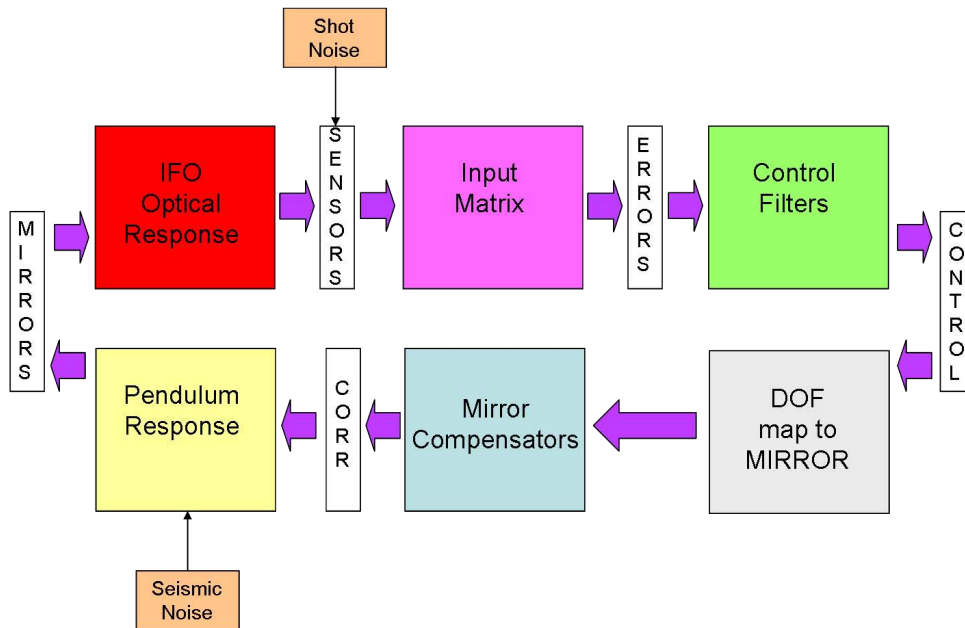 Shot
Noise
IFO
Optical
Response
SENSORS
Input
Matrix
ERRORS
Control
Filters
MIRRORS
CONTROL
Pendulum
Response
CORR
Mirror
Compensators
DOF
map to
MIRROR
Seismic
Noise